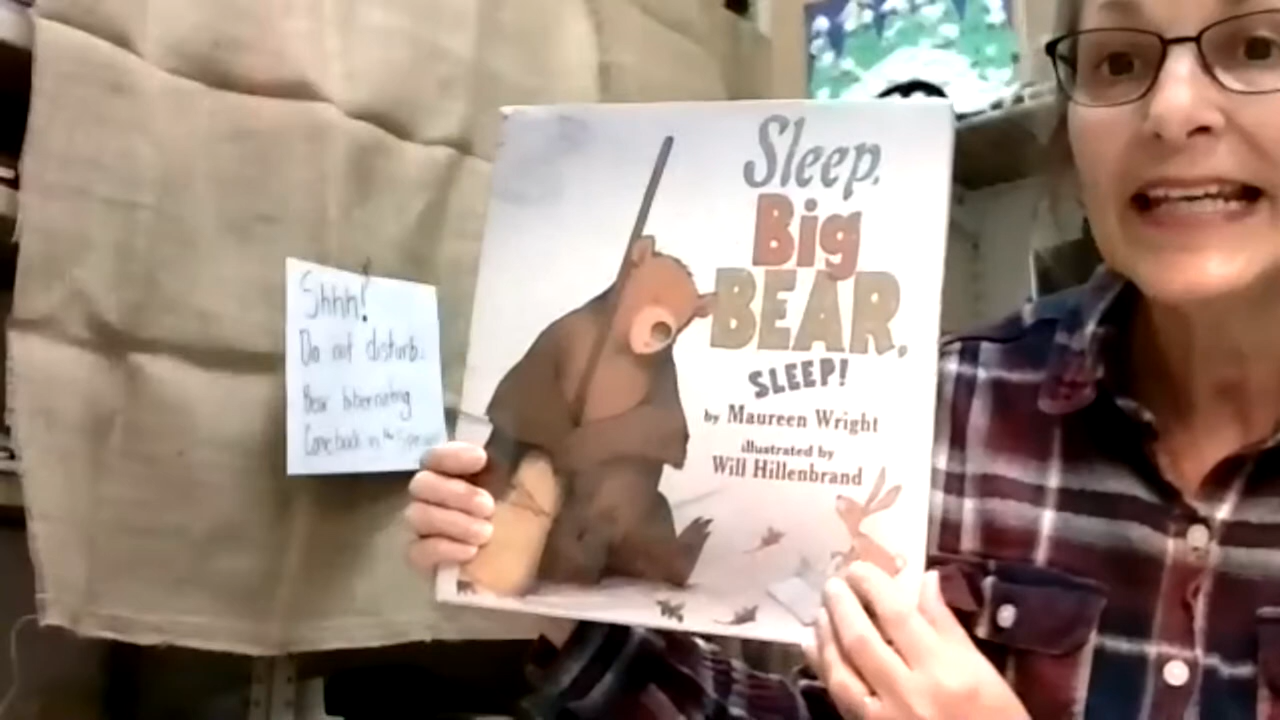 Shhh!
Do not disturb.
Bear hibernating
Come back in the Spring
Sleep,
Big
BEAR,
SLEEP!
by Maureen Wright
illustrated by
Will Hillenbrand